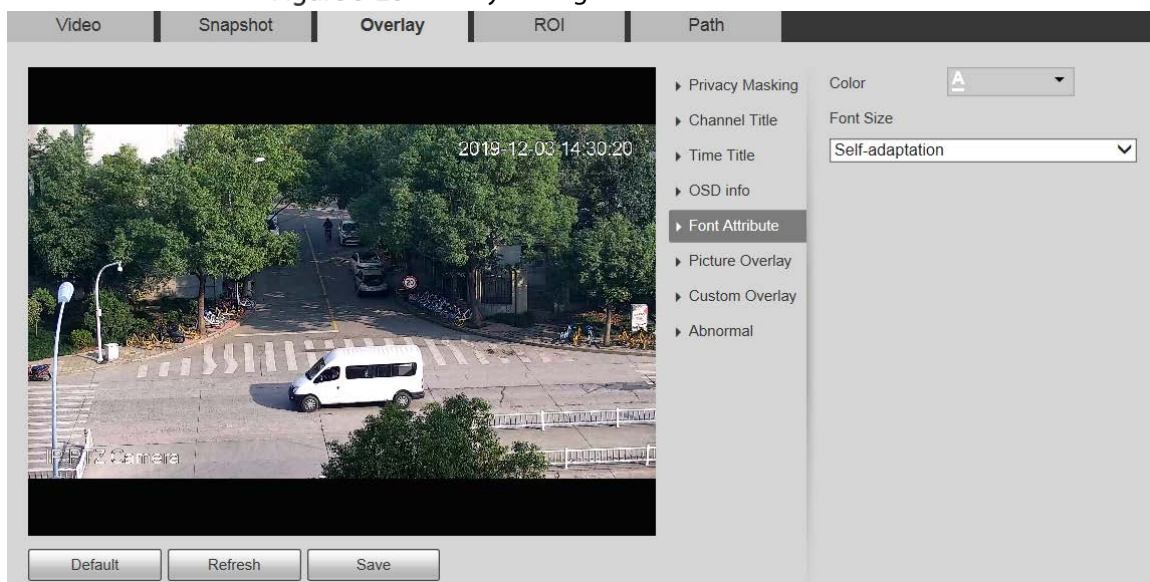 Video Snapshot Overlay ROI Path
Privacy Masking
Channel Title
Time Title
OSD info
Font Attribute
Picture Overlay
Custom Overlay
Abnormal
Color A
Font Size
Self-adaptation
2019-12-03 14:30:20
IP PTZ Camera
Default Refresh Save